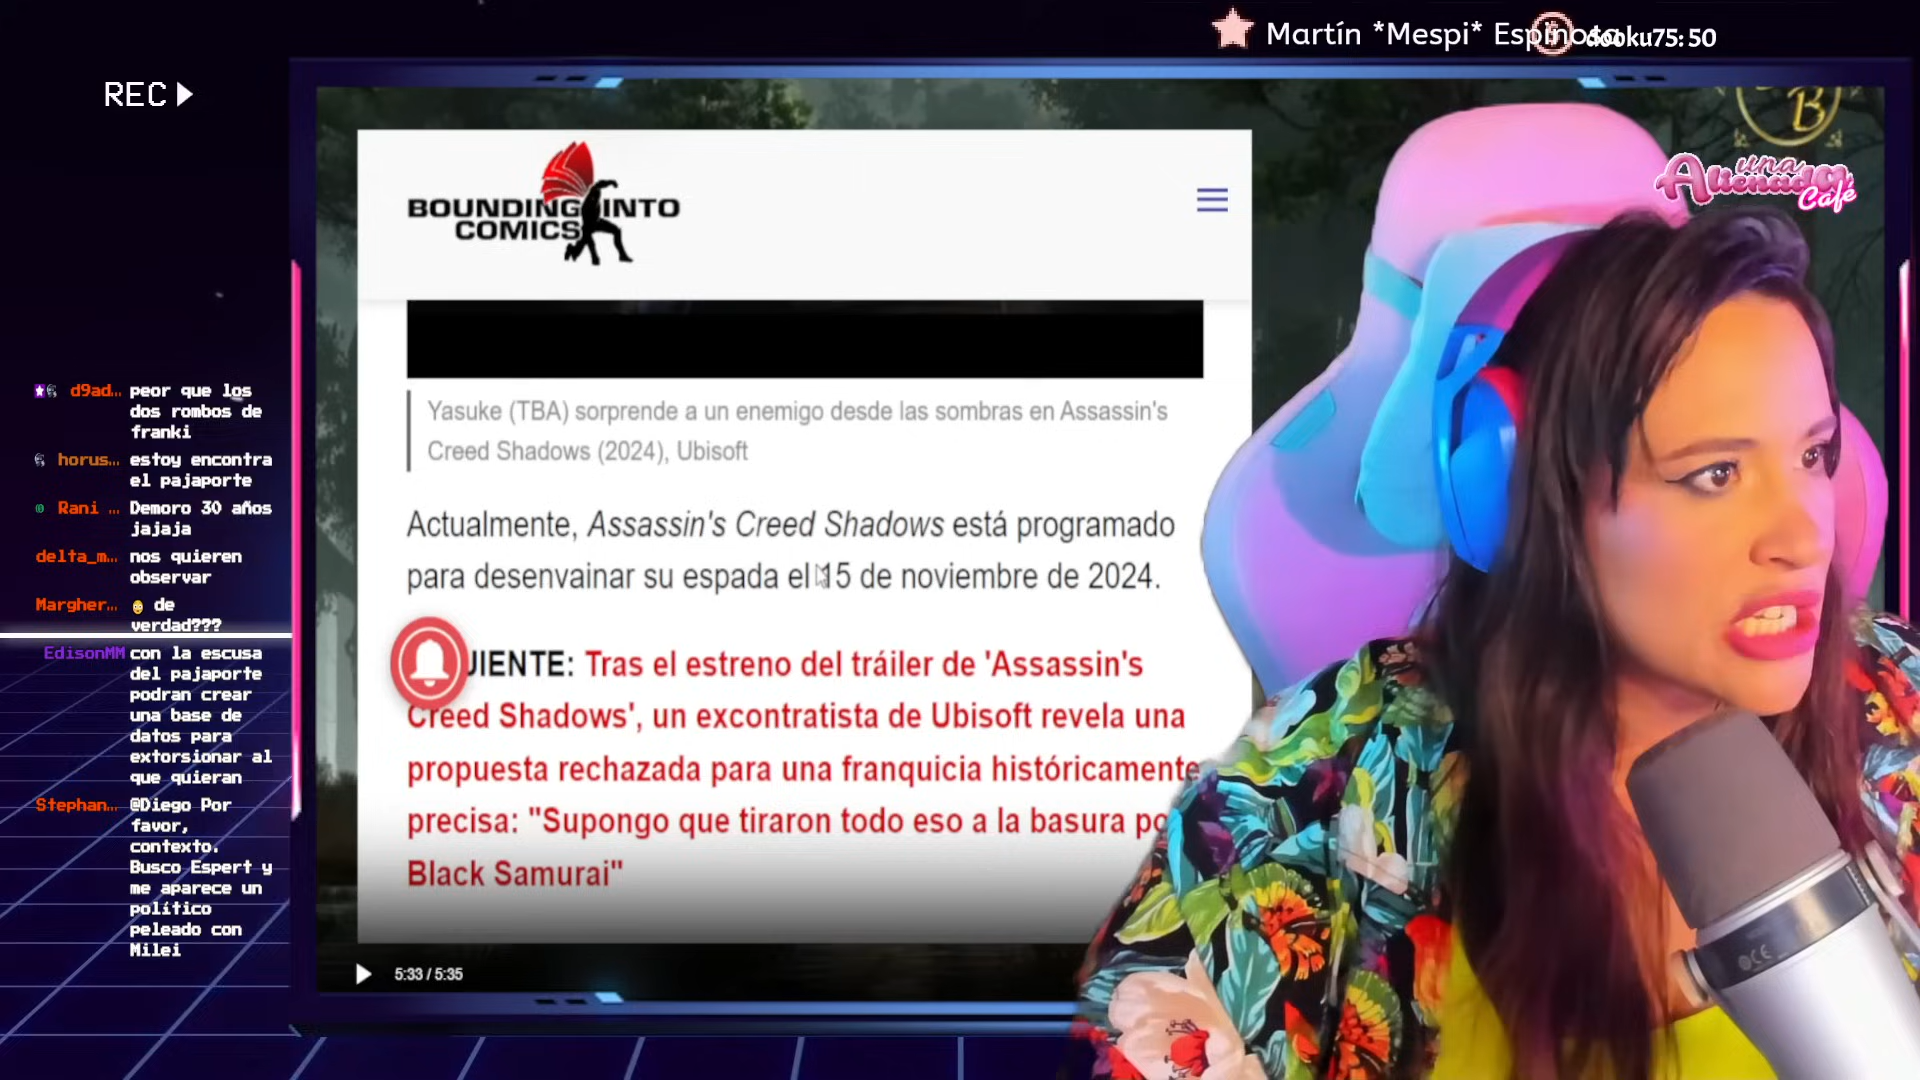 Martín *Mespi* Espinosa
dooku75: 50
REC
B
una
Alienada
Café
BOUNDING INTO
COMICS
Yasuke (TBA) sorprende a un enemigo desde las sombras en Assassin's
Creed Shadows (2024), Ubisoft
Actualmente, Assassin's Creed Shadows está programado
para desenvainar su espada el 15 de noviembre de 2024.
UIENTE: Tras el estreno del tráiler de 'Assassin's
Creed Shadows', un excontratista de Ubisoft revela una
propuesta rechazada para una franquicia históricamente
precisa: "Supongo que tiraron todo eso a la basura po
Black Samurai"
5:33 / 5:35
d9ad… peor que los
dos rombos de
franki
horus… estoy encontra
el pajaporte
Rani … Demoro 30 años
jajaja
delta_m… nos quieren
observar
Margher… de
verdad???
EdisonMM con la escusa
del pajaporte
podran crear
una base de
datos para
extorsionar al
que quieran
Stephan… @Diego Por
favor,
contexto.
Busco Espert y
me aparece un
político
peleado con
Milei